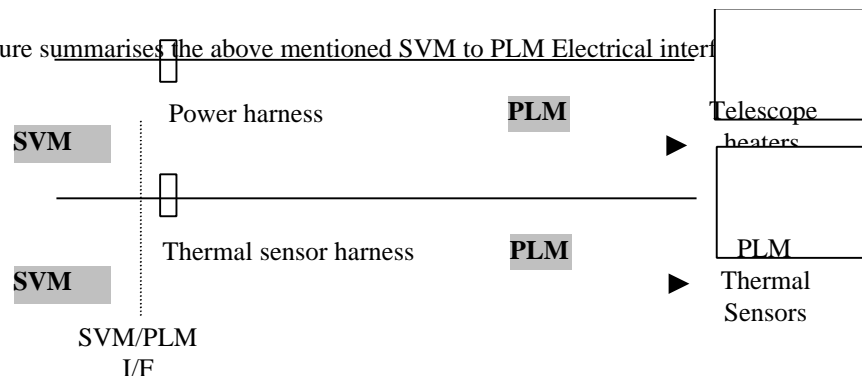 ure summarises the above mentioned SVM to PLM Electrical interf
Power harness
PLM
Telescope
heaters
SVM
Thermal sensor harness
PLM
PLM
Thermal
Sensors
SVM
SVM/PLM
I/F